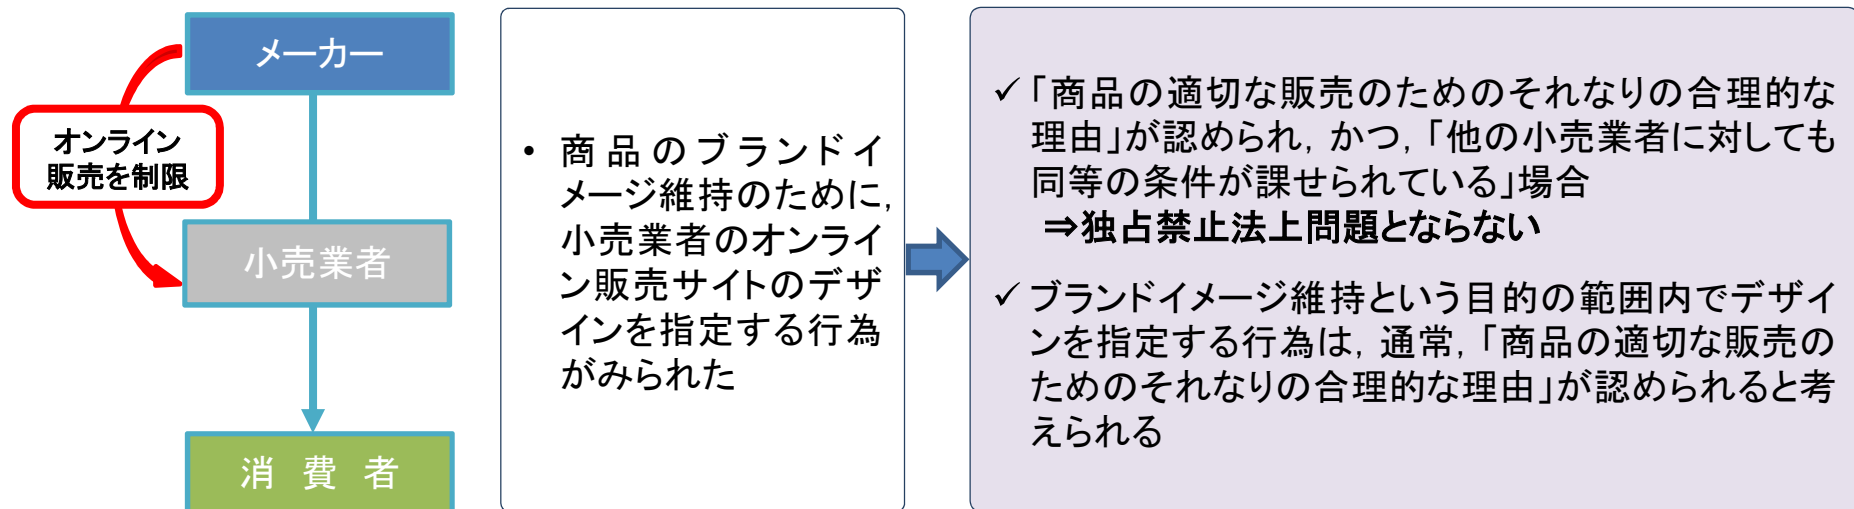 メーカー
オンライン
販売を制限
小売業者
消 費 者
• 商品のブランドイ
メージ維持のために,
小売業者のオンライ
ン販売サイトのデザ
インを指定する行為
がみられた
✓「商品の適切な販売のためのそれなりの合理的な
理由」が認められ, かつ, 「他の小売業者に対しても
同等の条件が課せられている」場合
⇒独占禁止法上問題とならない
✓ ブランドイメージ維持という目的の範囲内でデザイ
ンを指定する行為は, 通常, 「商品の適切な販売の
ためのそれなりの合理的な理由」が認められると考
えられる